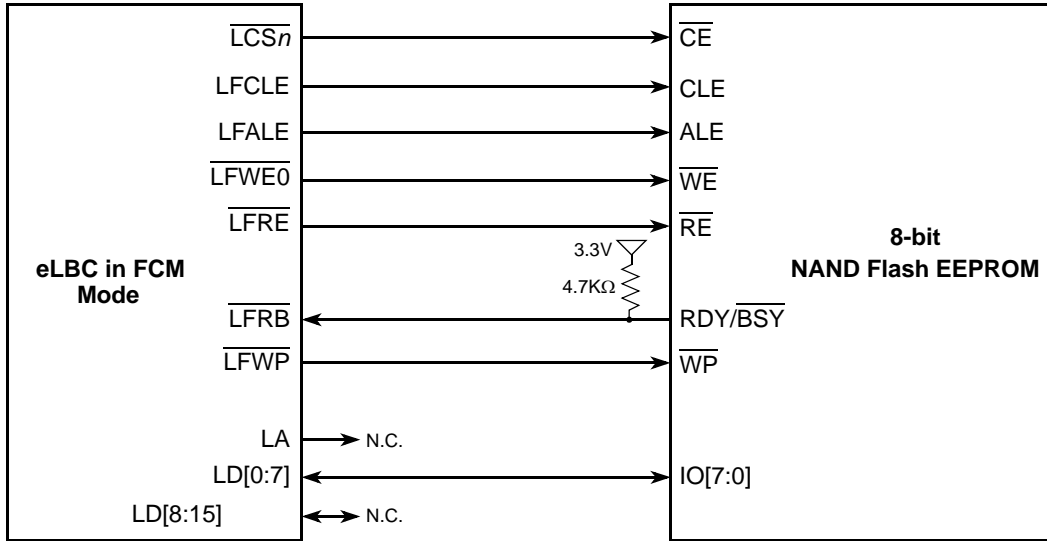 LCSn CE
LFCLE CLE
LFALE ALE
LFWE0 WE
LFRE RE
3.3V
4.7KΩ
eLBC in FCM
Mode
8-bit
NAND Flash EEPROM
LFRB RDY/BSY
LFWP WP
LA N.C.
LD[0:7] IO[7:0]
LD[8:15] N.C.